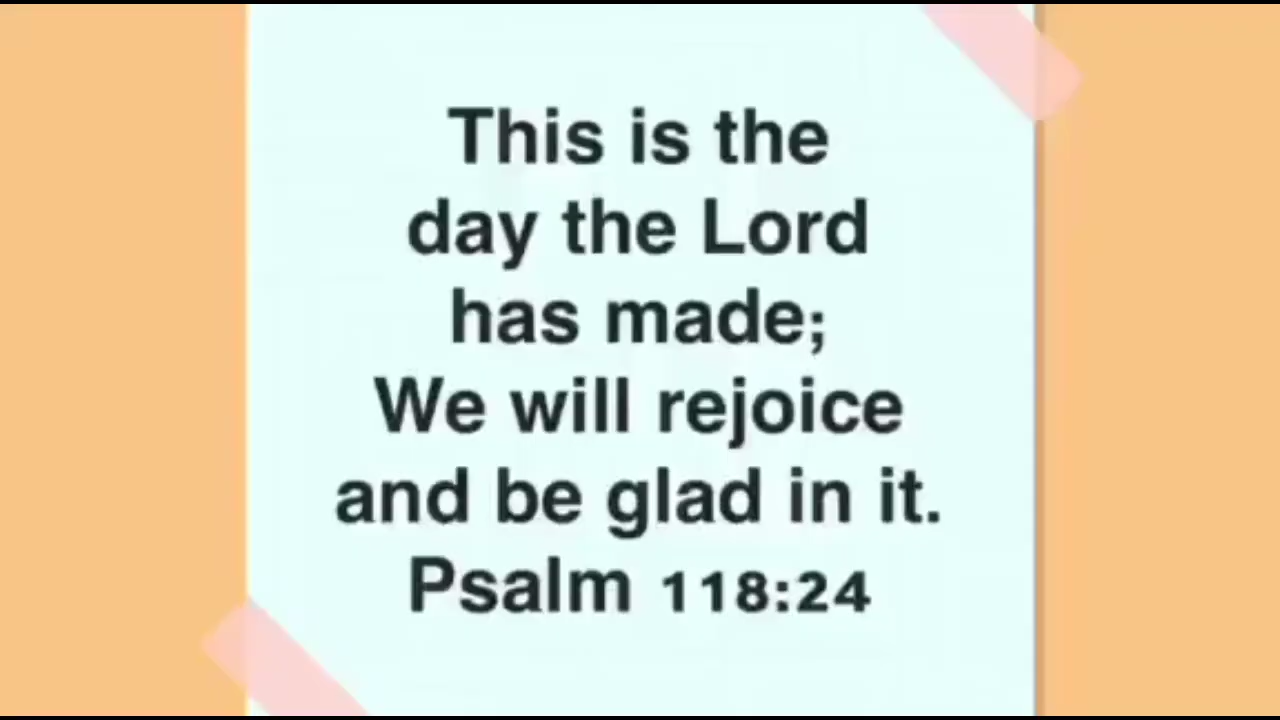 This is the
day the Lord
has made;
We will rejoice
and be glad in it.
Psalm 118:24